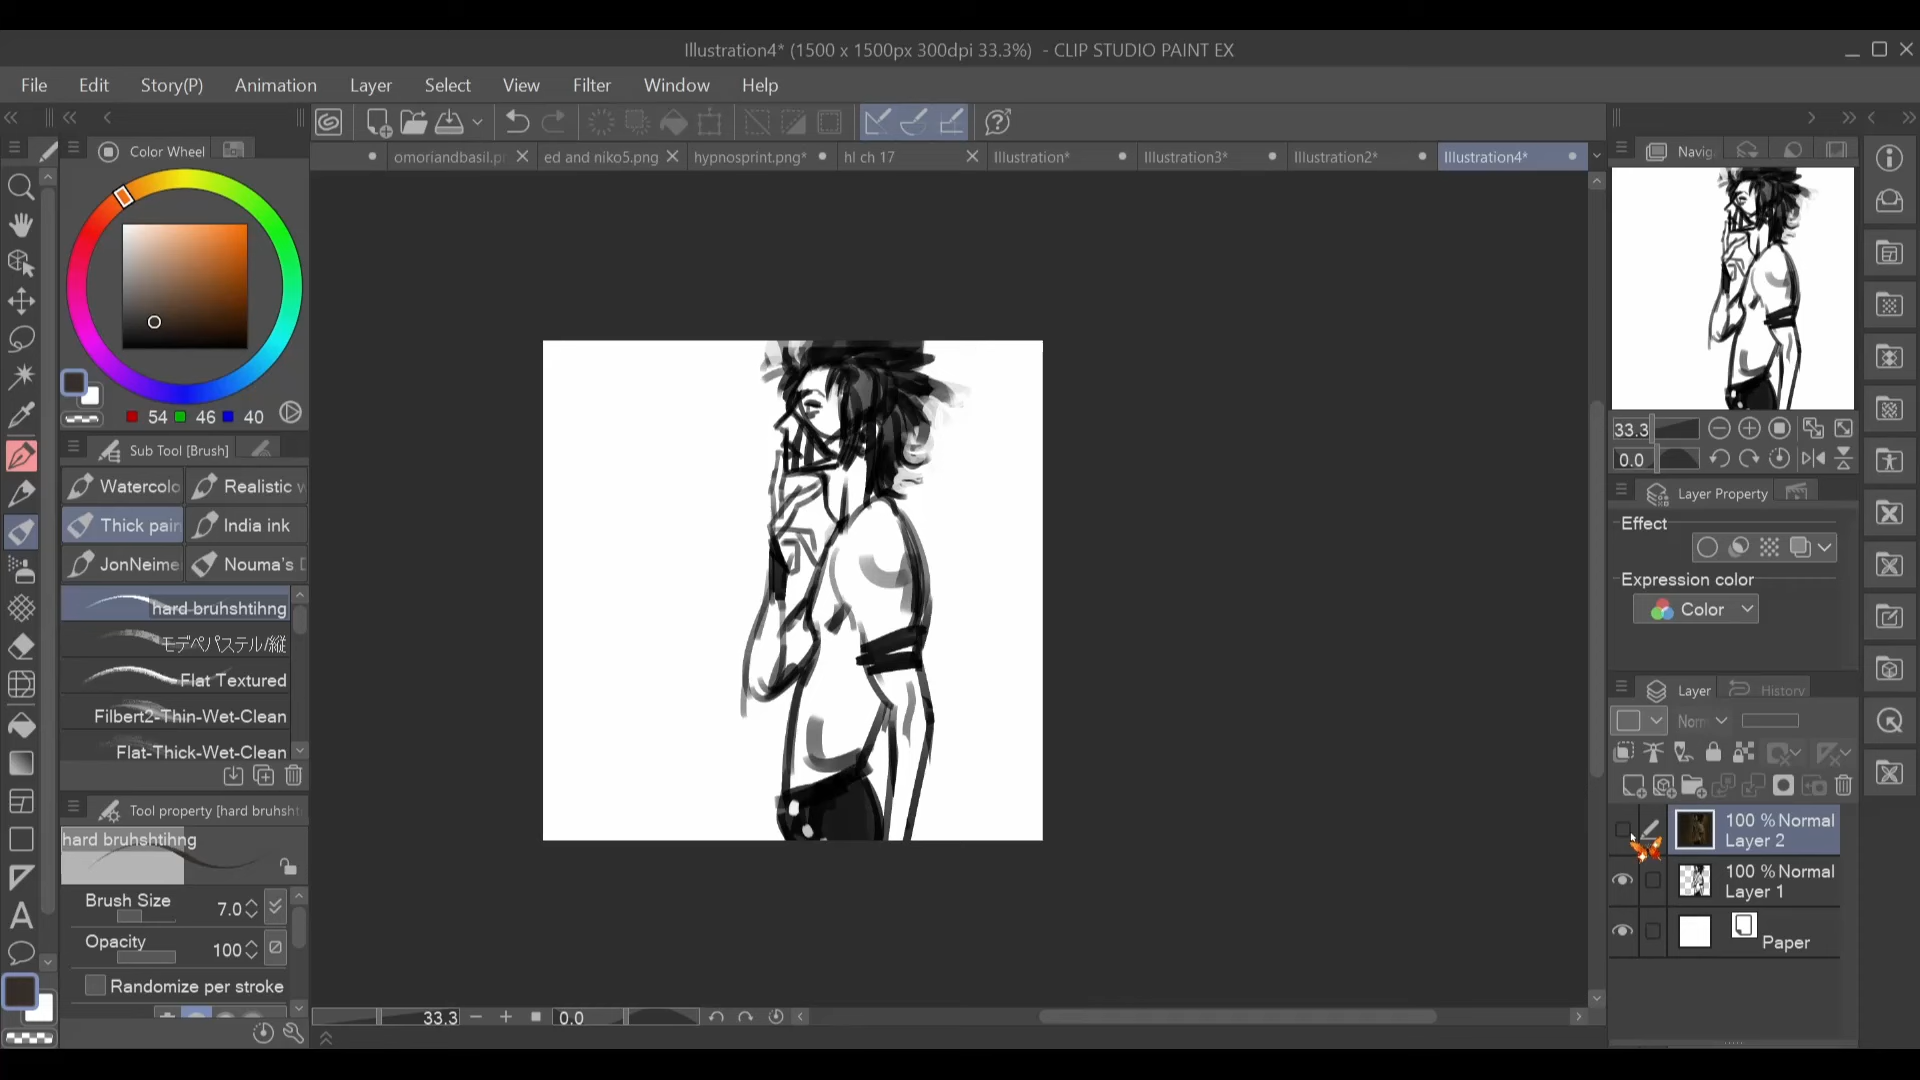 Illustration4* (1500 x 1500px 300dpi 33.3%) - CLIP STUDIO PAINT EX
File Edit Story(P) Animation Layer Select View Filter Window Help
Color Wheel
omoriandbasil.p
ed and niko5.png
hypnosprint.png*
hl ch 17
Illustration*
Illustration3*
Illustration2*
Illustration4*
Navig
54 46 40
Sub Tool [Brush]
Watercolo
Realistic
Thick pain
India ink
JonNeime
Nouma's
hard bruhshtihng
モデペパステル/縦
Flat Textured
Filbert2-Thin-Wet-Clean
Flat-Thick-Wet-Clean
Tool property [hard bruhsht
hard bruhshtihng
Brush Size 7.0
Opacity 100
Randomize per stroke
33.3
0.0
33.3
0.0
Layer Property
Effect
Expression color
Color
Layer History
Norm
100 % Normal
Layer 2
100 % Normal
Layer 1
Paper